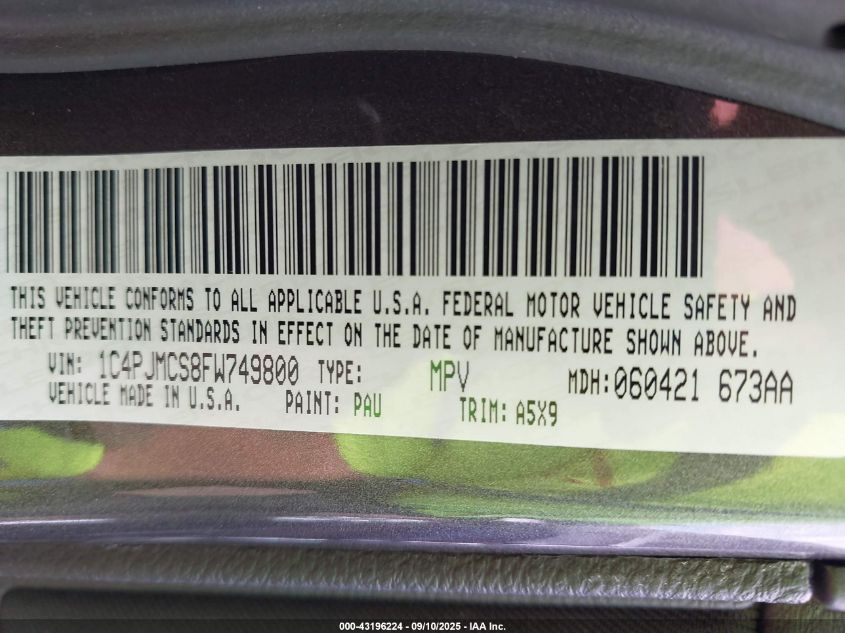 THIS VEHICLE CONFORMS TO ALL APPLICABLE U.S.A. FEDERAL MOTOR VEHICLE SAFETY AND
THEFT PREVENTION STANDARDS IN EFFECT ON THE DATE OF MANUFACTURE SHOWN ABOVE.
VIN: 1C4PJMCS8FW749800 TYPE: MPV MDH:060421 673AA
VEHICLE MADE IN U.S.A. PAINT: PAU TRIM: A5X9
000-43196224 - 09/10/2025 - IAA Inc.